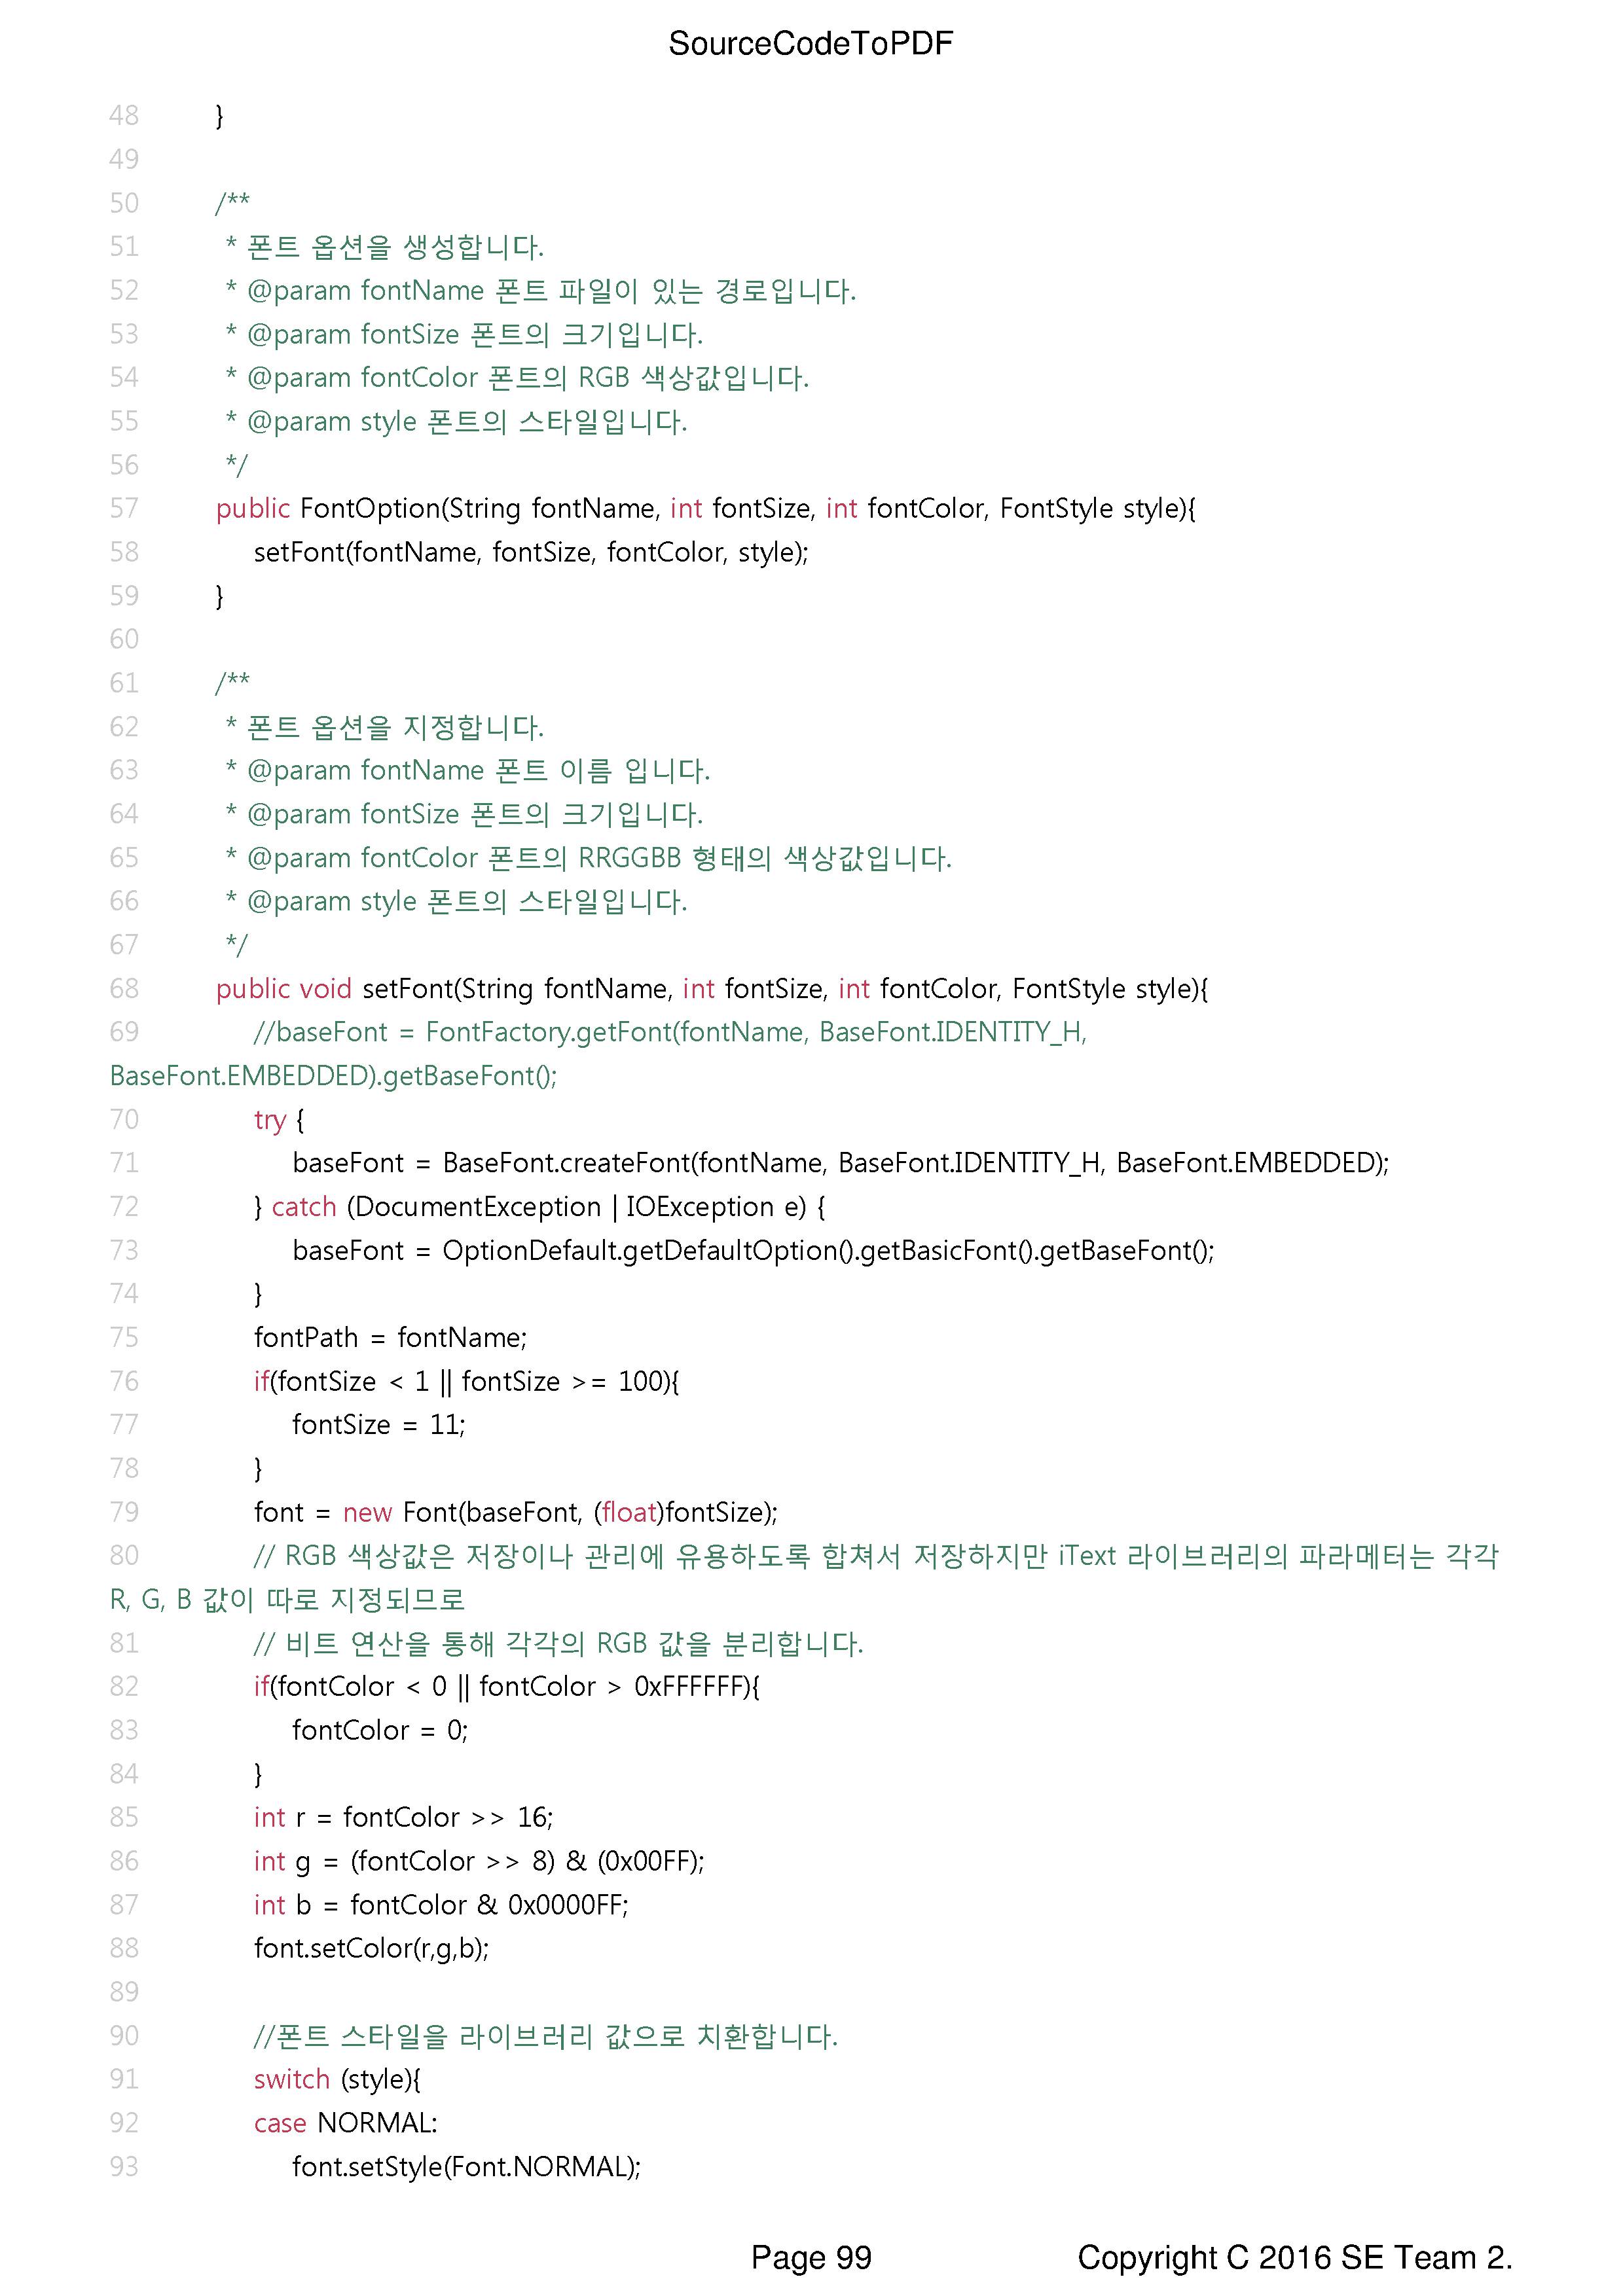 SourceCodeToPDF
48 }
49
50 /**
51 * 폰트 옵션을 생성합니다.
52 * @param fontName 폰트 파일이 있는 경로입니다.
53 * @param fontSize 폰트의 크기입니다.
54 * @param fontColor 폰트의 RGB 색상값입니다.
55 * @param style 폰트의 스타일입니다.
56 */
57 public FontOption(String fontName, int fontSize, int fontColor, FontStyle style){
58 setFont(fontName, fontSize, fontColor, style);
59 }
60
61 /**
62 * 폰트 옵션을 지정합니다.
63 * @param fontName 폰트 이름 입니다.
64 * @param fontSize 폰트의 크기입니다.
65 * @param fontColor 폰트의 RRGGBB 형태의 색상값입니다.
66 * @param style 폰트의 스타일입니다.
67 */
68 public void setFont(String fontName, int fontSize, int fontColor, FontStyle style){
69 //baseFont = FontFactory.getFont(fontName, BaseFont.IDENTITY_H,
BaseFont.EMBEDDED).getBaseFont();
70 try {
71 baseFont = BaseFont.createFont(fontName, BaseFont.IDENTITY_H, BaseFont.EMBEDDED);
72 } catch (DocumentException | IOException e) {
73 baseFont = OptionDefault.getDefaultOption().getBasicFont().getBaseFont();
74 }
75 fontPath = fontName;
76 if(fontSize < 1 || fontSize >= 100){
77 fontSize = 11;
78 }
79 font = new Font(baseFont, (float)fontSize);
80 // RGB 색상값은 저장이나 관리에 유용하도록 합쳐서 저장하지만 iText 라이브러리의 파라메터는 각각
R, G, B 값이 따로 지정되므로
81 // 비트 연산을 통해 각각의 RGB 값을 분리합니다.
82 if(fontColor < 0 || fontColor > 0xFFFFFF){
83 fontColor = 0;
84 }
85 int r = fontColor >> 16;
86 int g = (fontColor >> 8) & (0x00FF);
87 int b = fontColor & 0x0000FF;
88 font.setColor(r,g,b);
89
90 //폰트 스타일을 라이브러리 값으로 치환합니다.
91 switch (style){
92 case NORMAL:
93 font.setStyle(Font.NORMAL);
Page 99 Copyright C 2016 SE Team 2.